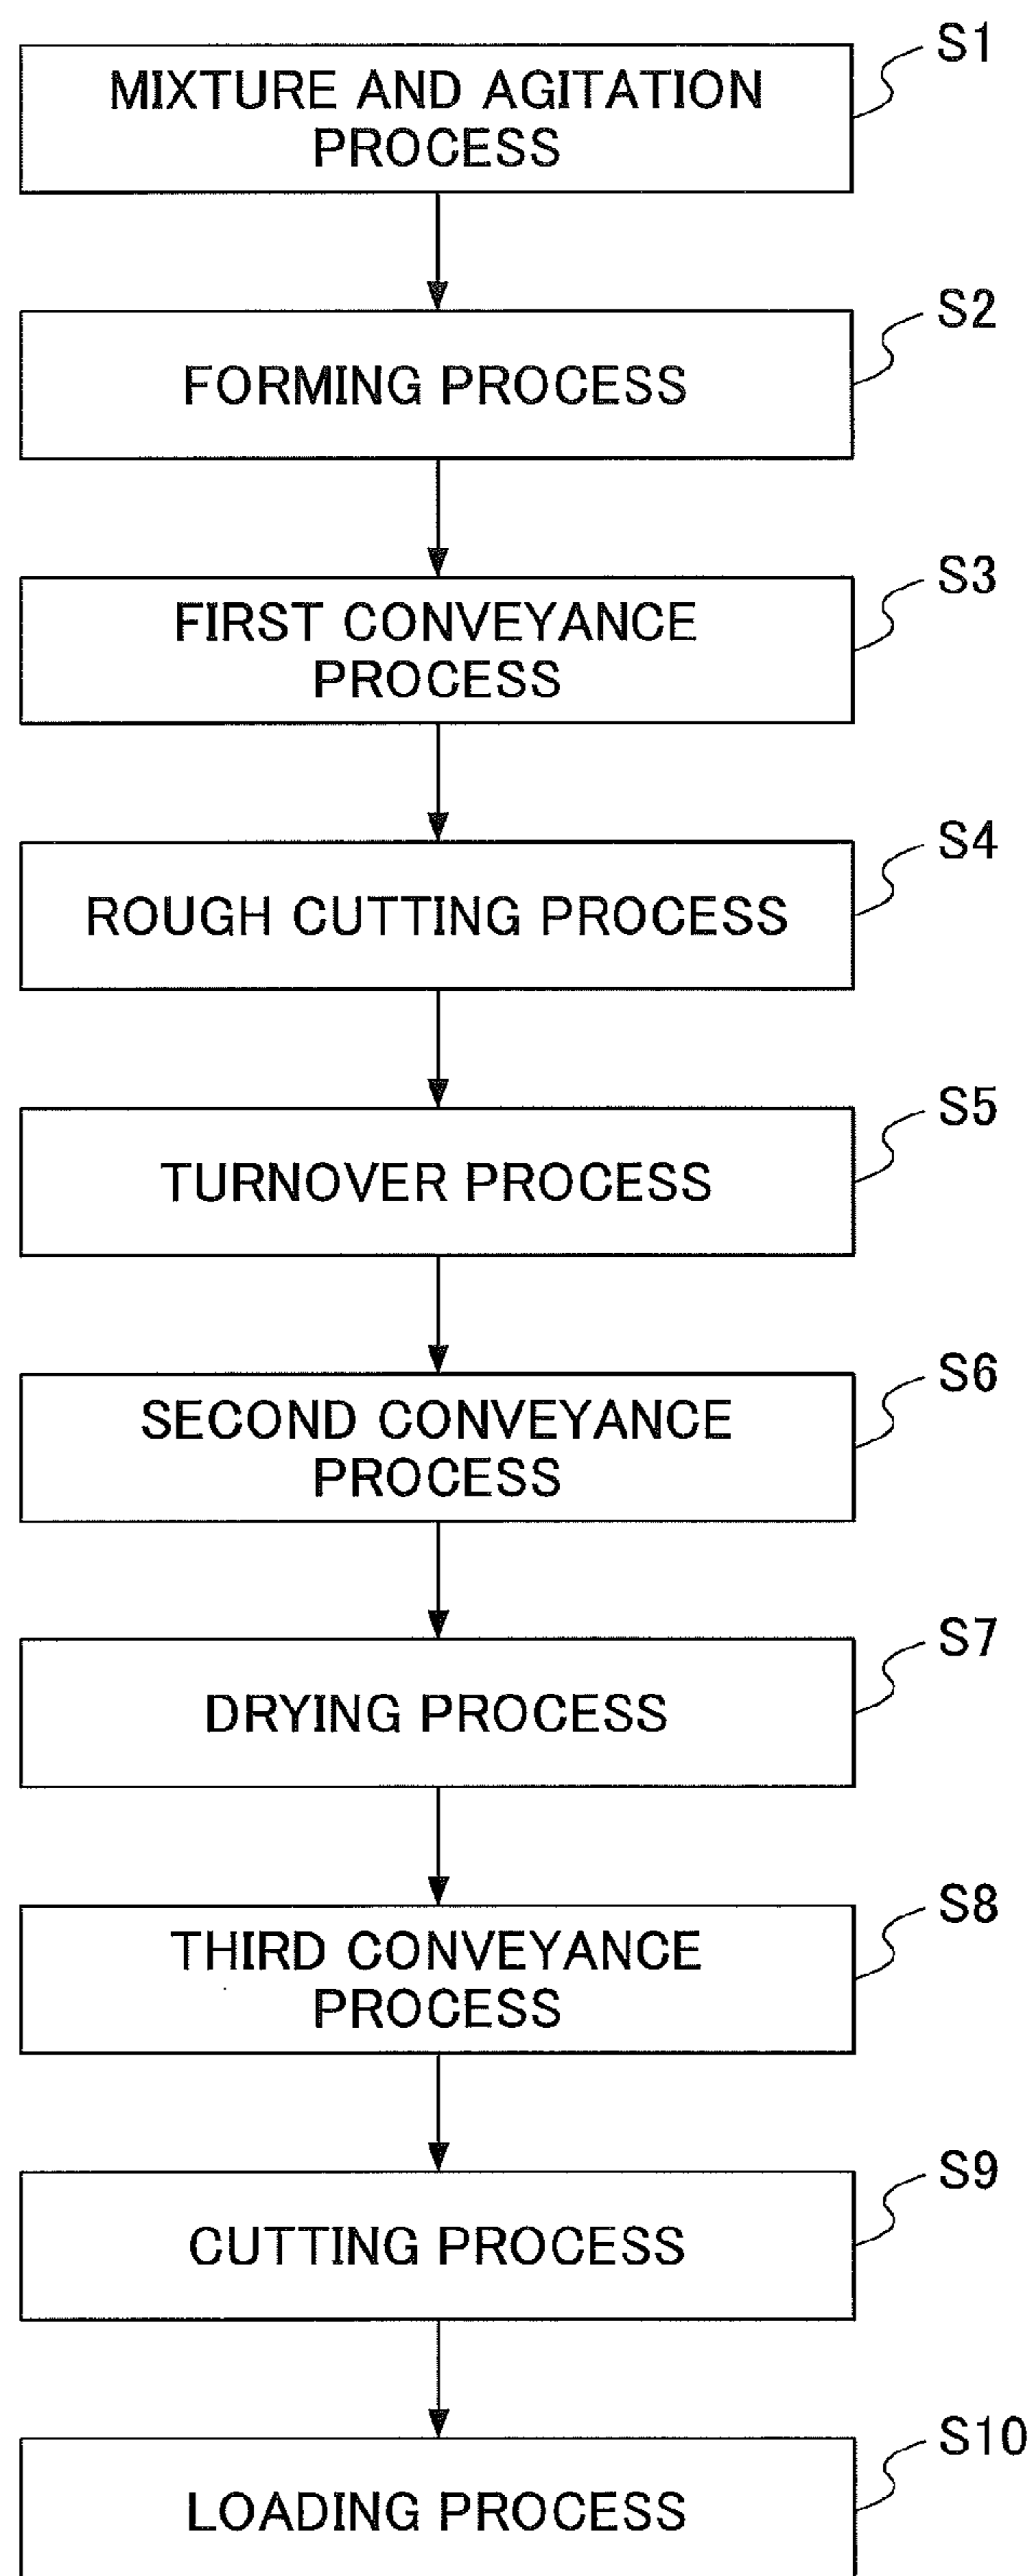 S1
MIXTURE AND AGITATION
PROCESS
S2
FORMING PROCESS
S3
FIRST CONVEYANCE
PROCESS
S4
ROUGH CUTTING PROCESS
S5
TURNOVER PROCESS
S6
SECOND CONVEYANCE
PROCESS
S7
DRYING PROCESS
S8
THIRD CONVEYANCE
PROCESS
S9
CUTTING PROCESS
S10
LOADING PROCESS